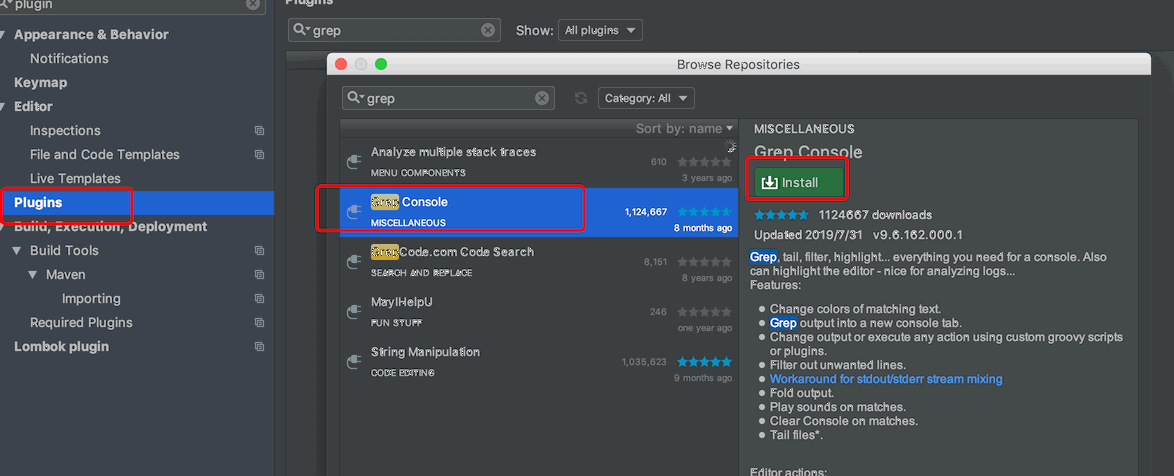 plugin
Plugins
Appearance & Behavior
Notifications
Keymap
Editor
Inspections
File and Code Templates
Live Templates
Plugins
Build, Execution, Deployment
Build Tools
Maven
Importing
Required Plugins
Lombok plugin
grep
Show: All plugins
Browse Repositories
grep
Category: All
Sort by: name
Analyze multiple stack traces
MENU COMPONENTS
610
3 years ago
Grep Console
MISCELLANEOUS
1,124,667
8 months ago
GrepCode.com Code Search
SEARCH AND REPLACE
8,151
8 years ago
MayIHelpU
FUN STUFF
246
one year ago
String Manipulation
CODE EDITING
1,035,623
9 months ago
MISCELLANEOUS
Grep Console
Install
1124667 downloads
Updated 2019/7/31 v9.6.162.000.1
Grep, tail, filter, highlight... everything you need for a console. Also
can highlight the editor - nice for analyzing logs...
Features:
Change colors of matching text.
Grep output into a new console tab.
Change output or execute any action using custom groovy scripts
or plugins.
Filter out unwanted lines.
Workaround for stdout/stderr stream mixing
Fold output.
Play sounds on matches.
Clear Console on matches.
Tail files*.
Editor actions: